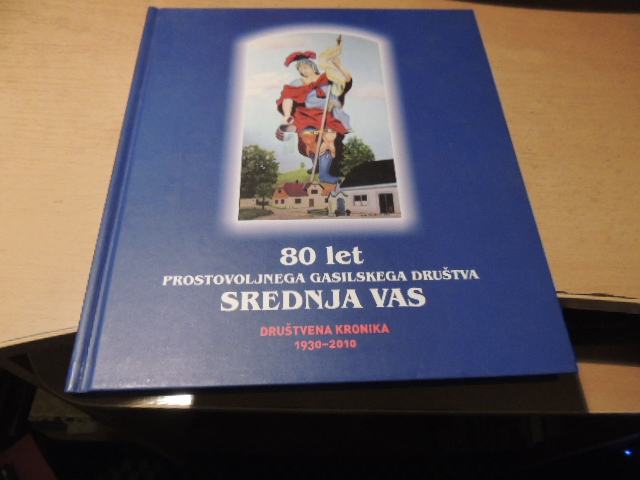 80 let
PROSTOVOLJNEGA GASILSKEGA DRUŠTVA
SREDNJA VAS
DRUŠTVENA KRONIKA
1930–2010